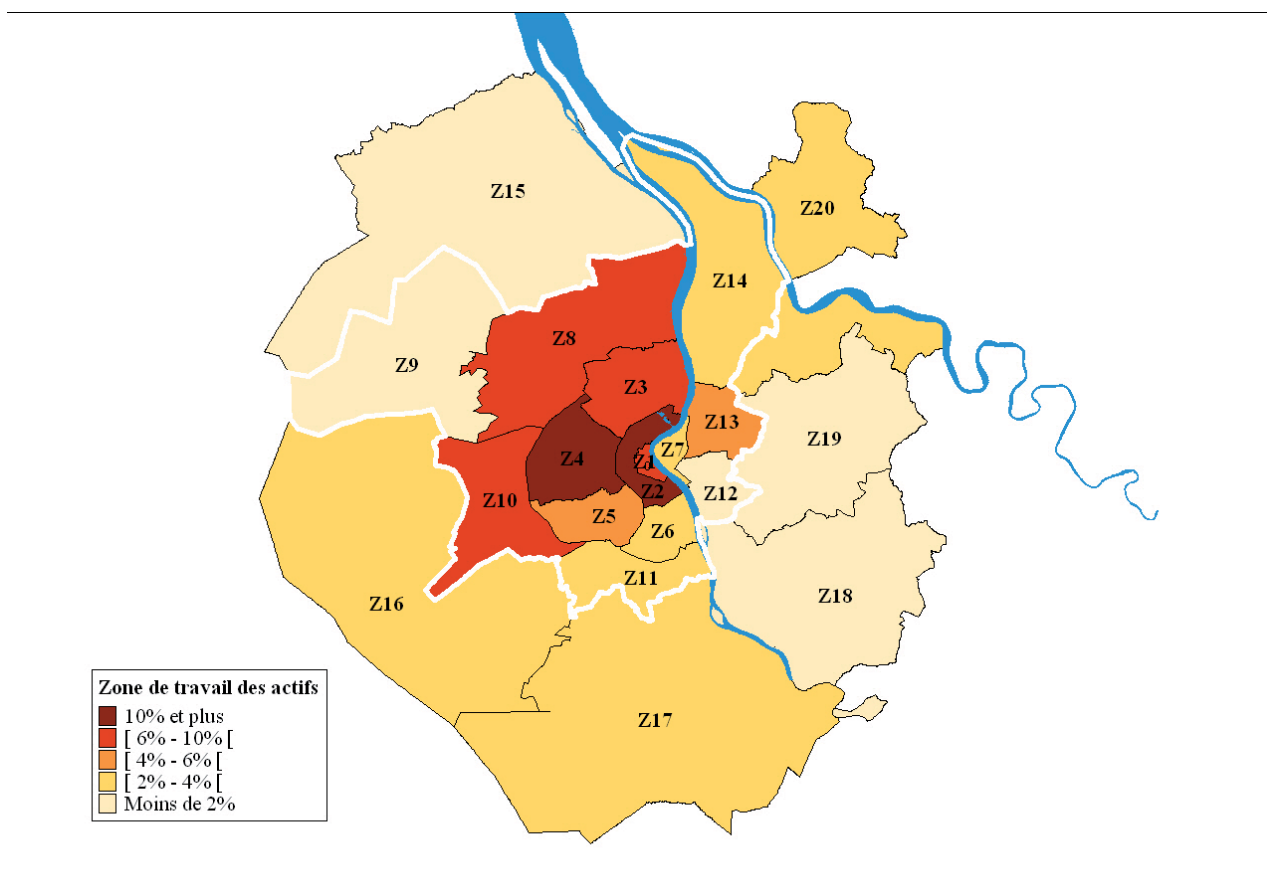 Z15
Z20
Z14
Z8
Z9
Z3
Z13
Z19
Z7
Z4
Z1
Z2
Z12
Z10
Z5
Z6
Z11
Z18
Z16
Z17
Zone de travail des actifs
10% et plus
[ 6% - 10% [
[ 4% - 6% [
[ 2% - 4% [
Moins de 2%